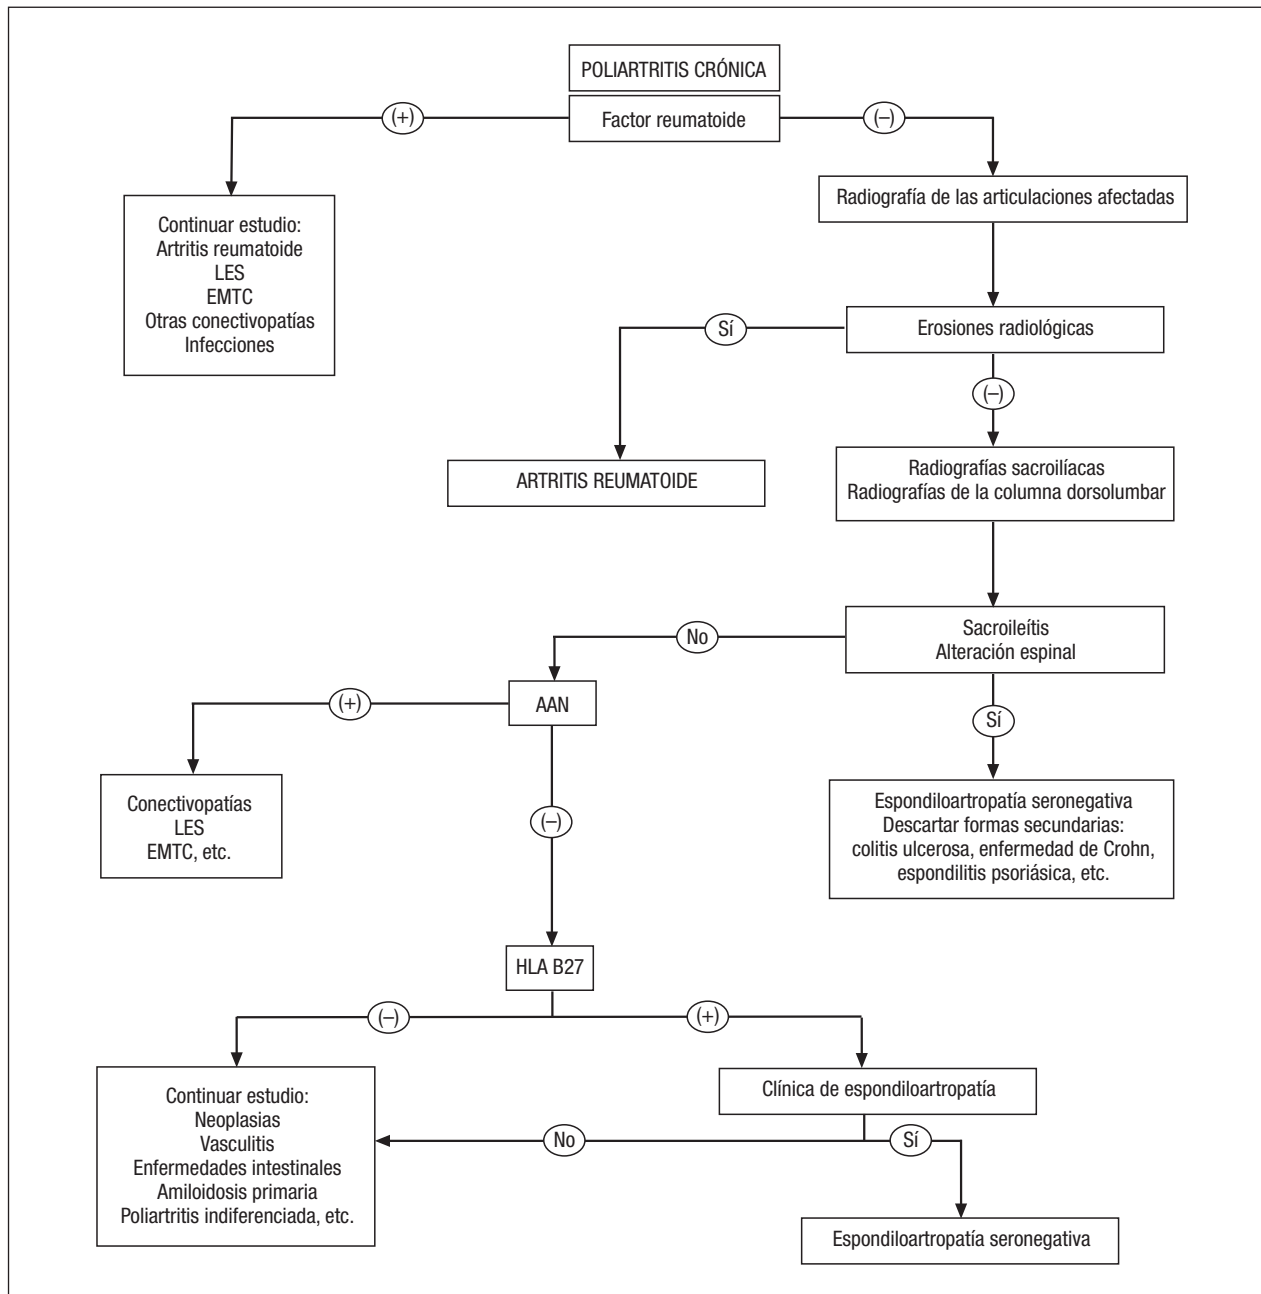 POLIARTRITIS CRÓNICA
Factor reumatoide
(+)
(–)
Continuar estudio:
Artritis reumatoide
LES
EMTC
Otras conectivopatías
Infecciones
Radiografía de las articulaciones afectadas
Erosiones radiológicas
Sí
(–)
ARTRITIS REUMATOIDE
Radiografías sacroilíacas
Radiografías de la columna dorsolumbar
Sacroileítis
Alteración espinal
No
Sí
AAN
(+)
(–)
Conectivopatías
LES
EMTC, etc.
Espondiloartropatía seronegativa
Descartar formas secundarias:
colitis ulcerosa, enfermedad de Crohn,
espondilitis psoriásica, etc.
HLA B27
(–)
(+)
Continuar estudio:
Neoplasias
Vasculitis
Enfermedades intestinales
Amiloidosis primaria
Poliartritis indiferenciada, etc.
Clínica de espondiloartropatía
No
Sí
Espondiloartropatía seronegativa